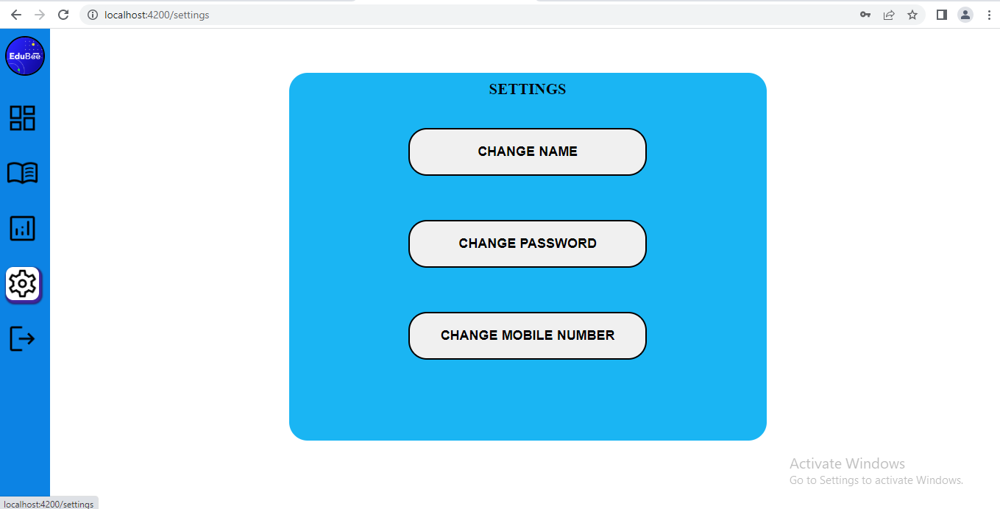 localhost:4200/settings
EduBee
SETTINGS
CHANGE NAME
CHANGE PASSWORD
CHANGE MOBILE NUMBER
Activate Windows
Go to Settings to activate Windows.
localhost:4200/settings